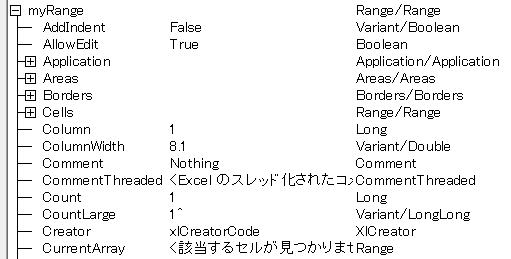 myRange Range/Range
AddIndent False Variant/Boolean
AllowEdit True Boolean
Application Application/Application
Areas Areas/Areas
Borders Borders/Borders
Cells Range/Range
Column 1 Long
ColumnWidth 8.1 Variant/Double
Comment Nothing Comment
CommentThreaded <Excel のスレッド化されたコメ CommentThreaded
Count 1 Long
CountLarge 1^ Variant/LongLong
Creator xlCreatorCode XlCreator
CurrentArray <該当するセルが見つかりませ Range